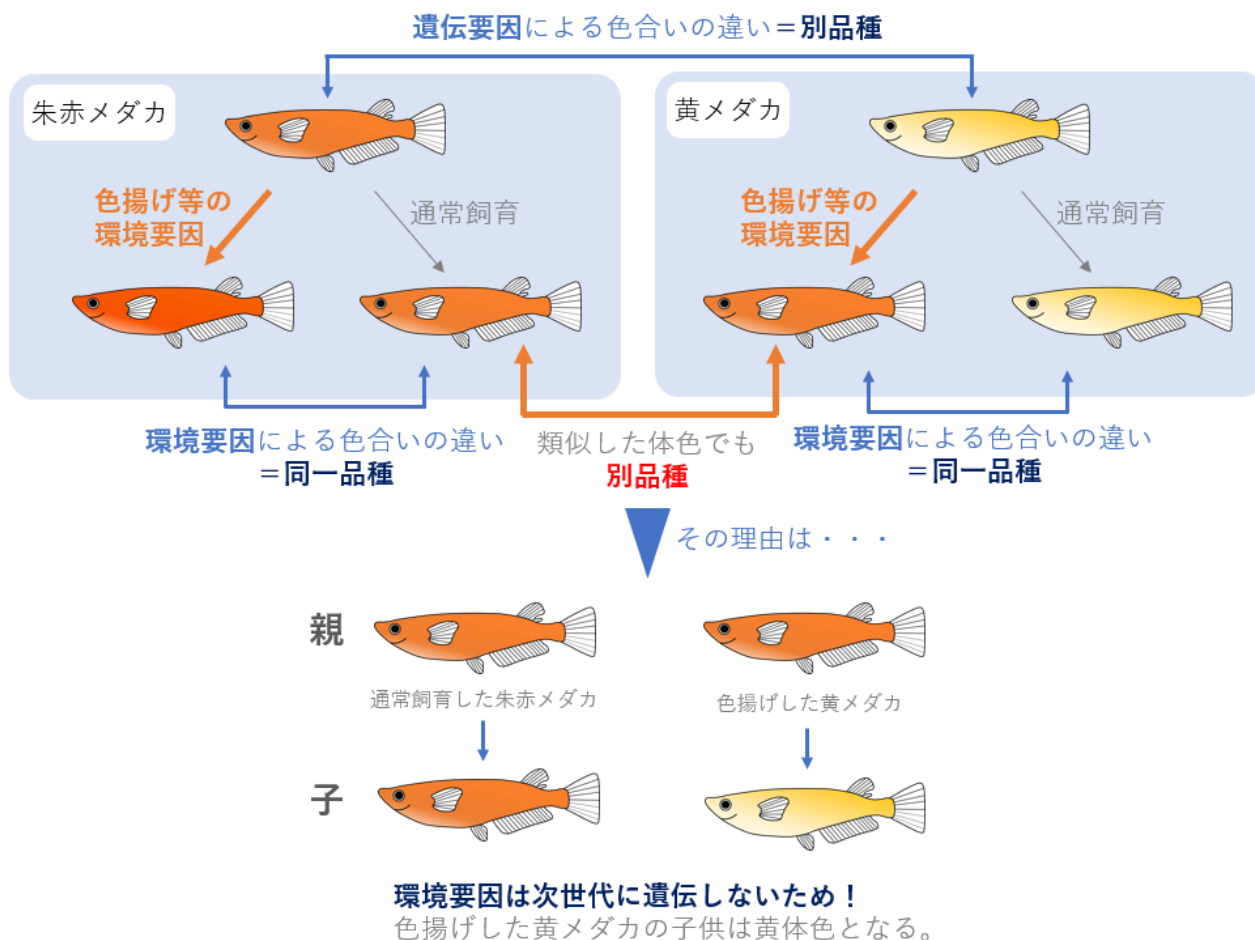 遺伝要因による色合いの違い＝別品種
朱赤メダカ
黄メダカ
色揚げ等の
環境要因
通常飼育
色揚げ等の
環境要因
通常飼育
環境要因による色合いの違い
＝同一品種
類似した体色でも
別品種
環境要因による色合いの違い
＝同一品種
その理由は・・・
親
通常飼育した朱赤メダカ
色揚げした黄メダカ
子
環境要因は次世代に遺伝しないため！
色揚げした黄メダカの子供は黄体色となる。